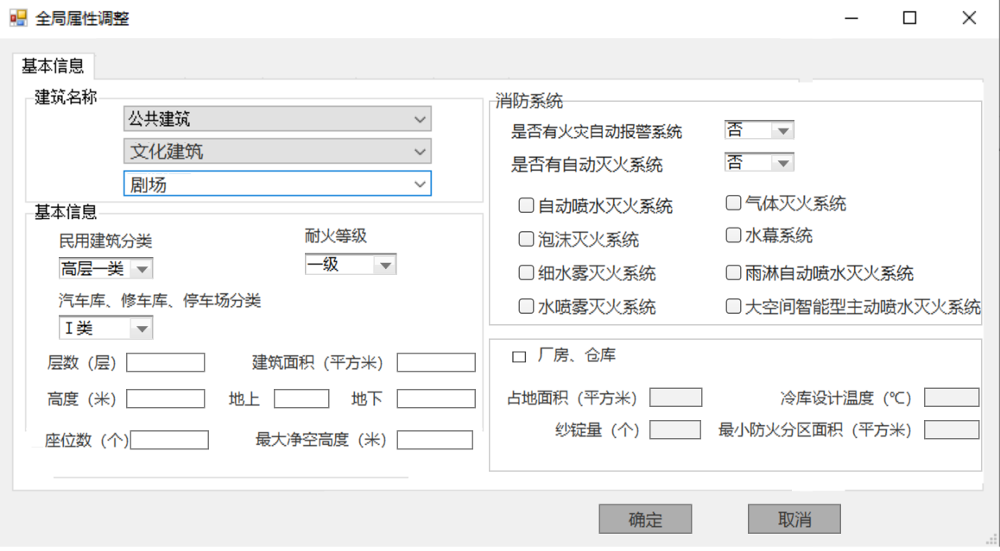 全局属性调整
基本信息
建筑名称
公共建筑
文化建筑
剧场
基本信息
民用建筑分类
耐火等级
高层一类
一级
汽车库、修车库、停车场分类
I 类
层数（层）
建筑面积（平方米）
高度（米）
地上
地下
座位数（个）
最大净空高度（米）
消防系统
是否有火灾自动报警系统
否
是否有自动灭火系统
否
自动喷水灭火系统
气体灭火系统
泡沫灭火系统
水幕系统
细水雾灭火系统
雨淋自动喷水灭火系统
水喷雾灭火系统
大空间智能型主动喷水灭火系统
厂房、仓库
占地面积（平方米）
冷库设计温度（℃）
纱锭量（个）
最小防火分区面积（平方米）
确定
取消